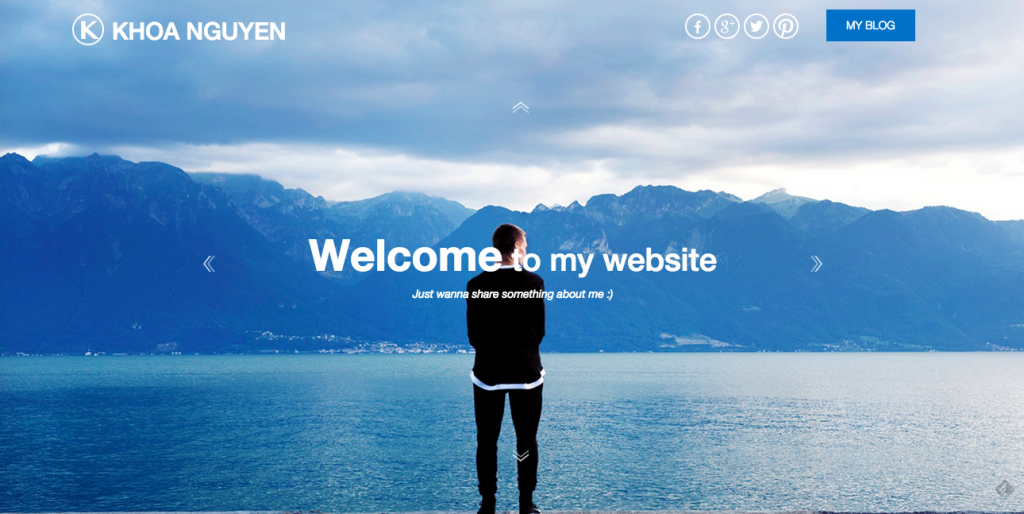 K KHOA NGUYEN
f g+ MY BLOG
Welcome to my website
Just wanna share something about me :)